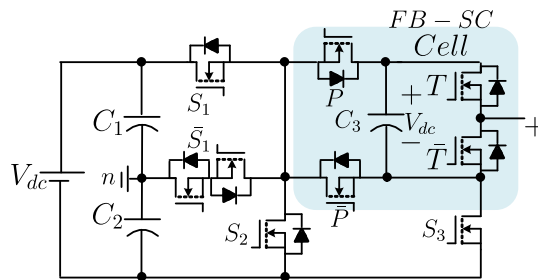 FB - SC
Cell
S1
P
T
+
C3
Vdc
+
C1
S̄1
−
T̄
Vdc
n
C2
P̄
S2
S3